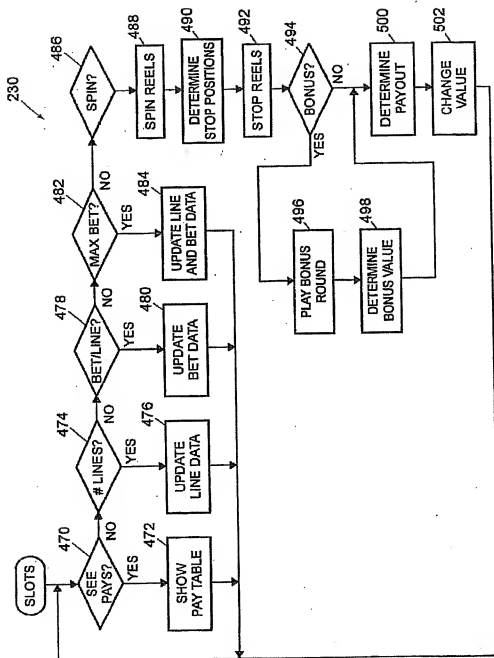 230
SLOTS
470
SEE
PAYS?
NO
YES
472
SHOW
PAY TABLE
474
# LINES?
NO
YES
476
UPDATE
LINE DATA
478
BET/LINE?
NO
YES
480
UPDATE
BET DATA
482
MAX BET?
NO
YES
484
UPDATE LINE
AND BET DATA
486
SPIN?
488
SPIN REELS
490
DETERMINE
STOP POSITIONS
492
STOP REELS
494
BONUS?
YES
NO
496
PLAY BONUS
ROUND
498
DETERMINE
BONUS VALUE
500
DETERMINE
PAYOUT
502
CHANGE
VALUE